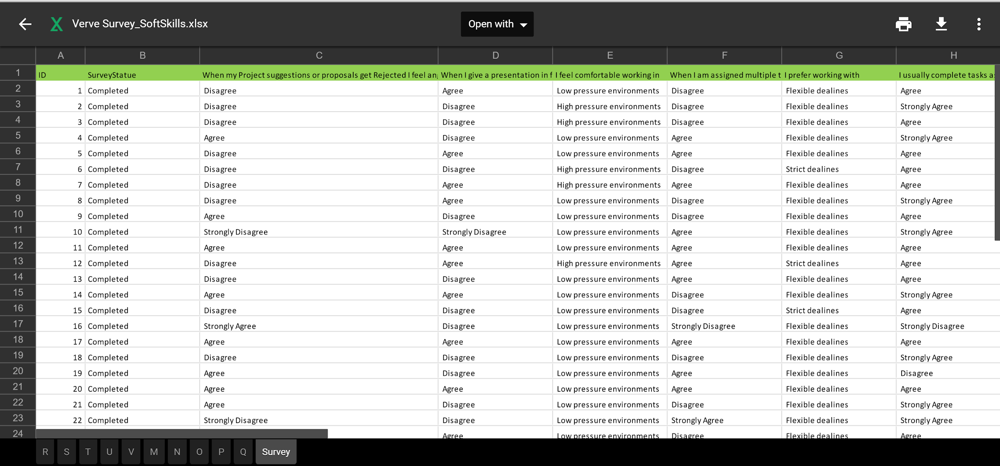 Verve Survey_SoftSkills.xlsx Open with
A B C D E F G H
1 ID SurveyStatue When my Project suggestions or proposals get Rejected I feel an When I give a presentation in f I feel comfortable working in When I am assigned multiple t I prefer working with I usually complete tasks a
2 1 Completed Disagree Agree Low pressure environments Disagree Flexible dealines Agree
3 2 Completed Disagree Disagree High pressure environments Disagree Flexible dealines Strongly Agree
4 3 Completed Disagree Disagree High pressure environments Disagree Flexible dealines Agree
5 4 Completed Agree Disagree Low pressure environments Agree Flexible dealines Strongly Agree
6 5 Completed Disagree Agree Low pressure environments Agree Flexible dealines Agree
7 6 Completed Disagree Disagree High pressure environments Disagree Strict dealines Agree
8 7 Completed Disagree Agree High pressure environments Agree Flexible dealines Agree
9 8 Completed Disagree Agree Low pressure environments Disagree Flexible dealines Strongly Agree
10 9 Completed Agree Disagree Low pressure environments Disagree Flexible dealines Agree
11 10 Completed Strongly Disagree Strongly Disagree Low pressure environments Agree Flexible dealines Strongly Agree
12 11 Completed Agree Agree Low pressure environments Agree Flexible dealines Agree
13 12 Completed Disagree Agree High pressure environments Agree Strict dealines Agree
14 13 Completed Disagree Disagree Low pressure environments Agree Flexible dealines Agree
15 14 Completed Agree Agree Low pressure environments Disagree Flexible dealines Strongly Agree
16 15 Completed Disagree Disagree Low pressure environments Disagree Strict dealines Agree
17 16 Completed Strongly Agree Disagree Low pressure environments Strongly Disagree Flexible dealines Strongly Disagree
18 17 Completed Agree Agree Low pressure environments Agree Flexible dealines Agree
19 18 Completed Disagree Disagree Low pressure environments Disagree Flexible dealines Strongly Agree
20 19 Completed Agree Disagree Low pressure environments Agree Flexible dealines Disagree
21 20 Completed Agree Agree Low pressure environments Agree Flexible dealines Agree
22 21 Completed Agree Disagree Low pressure environments Disagree Flexible dealines Strongly Agree
23 22 Completed Strongly Disagree Disagree Low pressure environments Strongly Agree Flexible dealines Strongly Agree
24 Agree Low pressure environments Disagree Flexible dealines Agree
R S T U V M N O P Q Survey